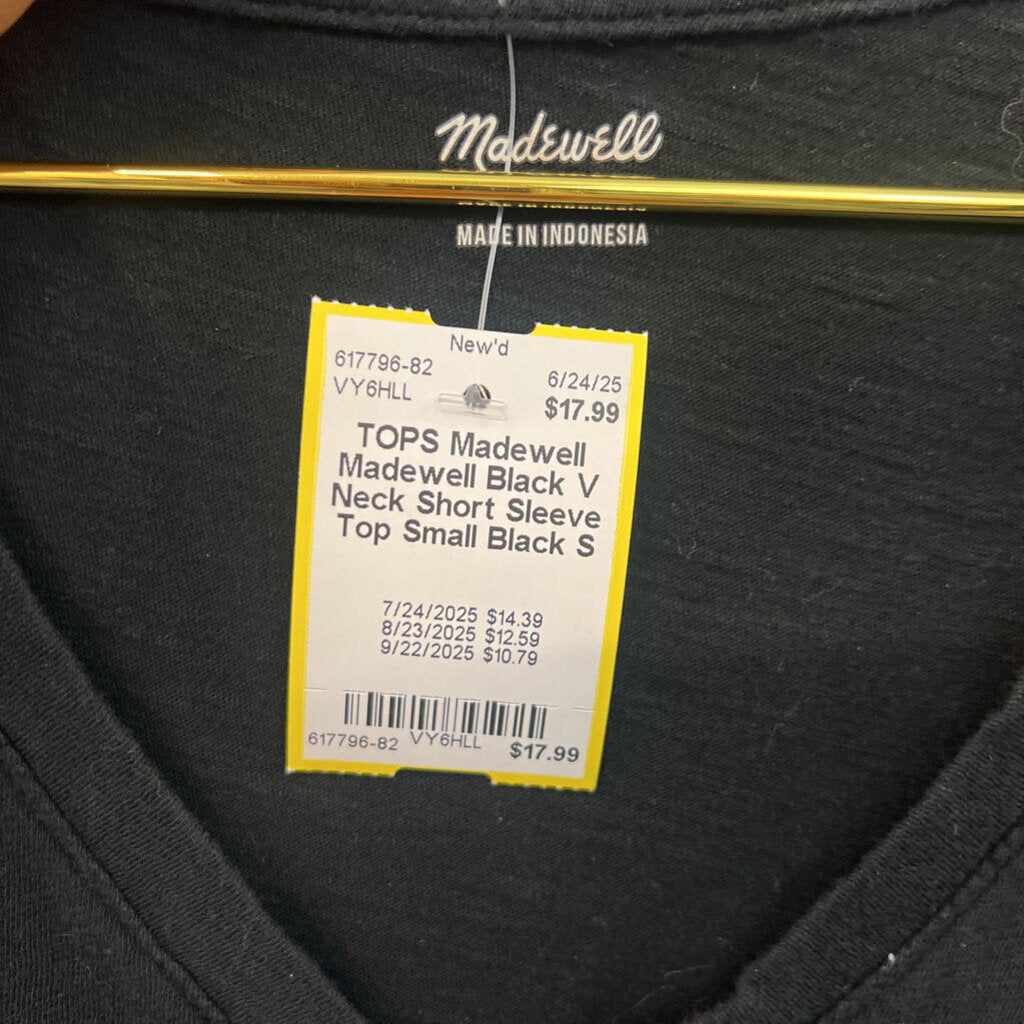 Madewell
MADE IN INDONESIA
New'd
617796-82
VY6HLL
6/24/25
$17.99
TOPS Madewell
Madewell Black V
Neck Short Sleeve
Top Small Black S
7/24/2025 $14.39
8/23/2025 $12.59
9/22/2025 $10.79
617796-82 VY6HLL $17.99